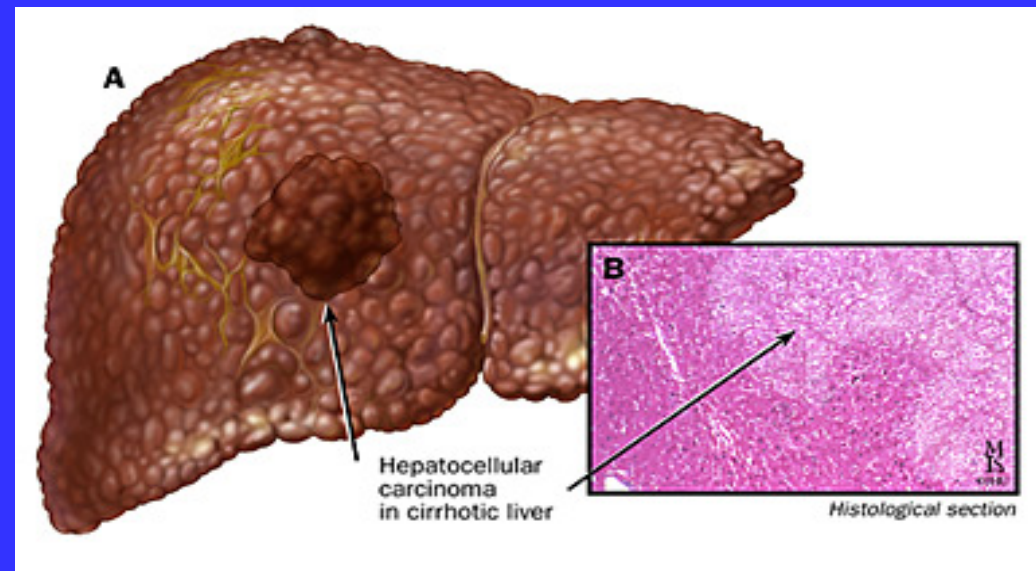 A
B
Hepatocellular
carcinoma
in cirrhotic liver
Histological section